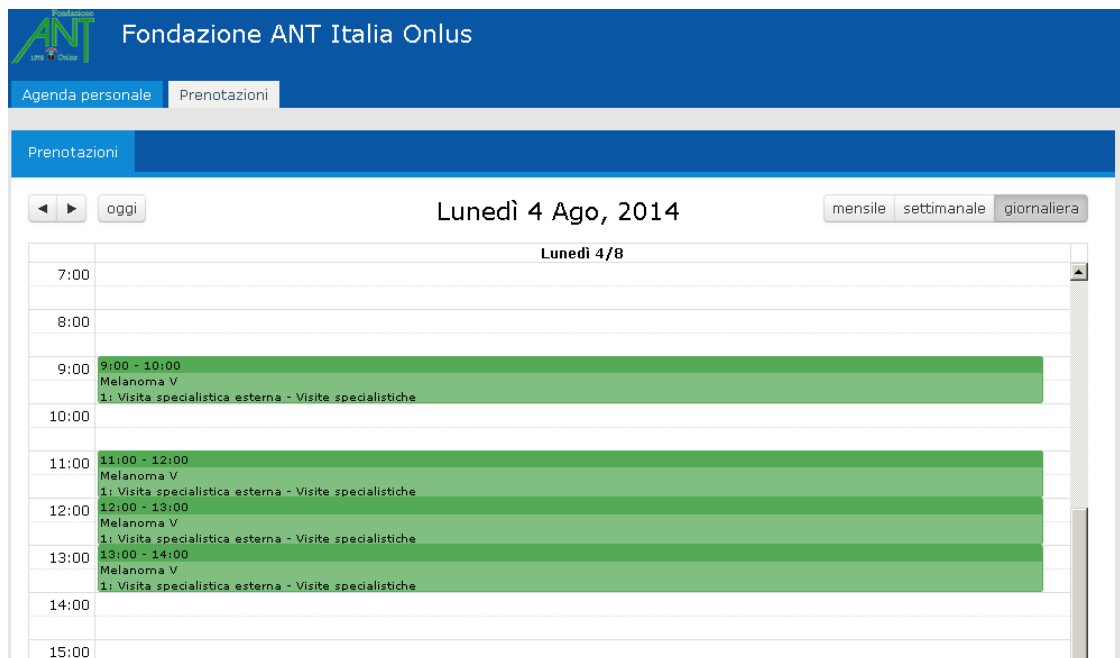 Fondazione
ANT
1978 Onlus
Fondazione ANT Italia Onlus
Agenda personale Prenotazioni
Prenotazioni
oggi
Lunedì 4 Ago, 2014
mensile settimanale giornaliera
Lunedì 4/8
7:00
8:00
9:00 9:00 - 10:00
Melanoma V
1: Visita specialistica esterna - Visite specialistiche
10:00
11:00 11:00 - 12:00
Melanoma V
1: Visita specialistica esterna - Visite specialistiche
12:00 12:00 - 13:00
Melanoma V
1: Visita specialistica esterna - Visite specialistiche
13:00 13:00 - 14:00
Melanoma V
1: Visita specialistica esterna - Visite specialistiche
14:00
15:00